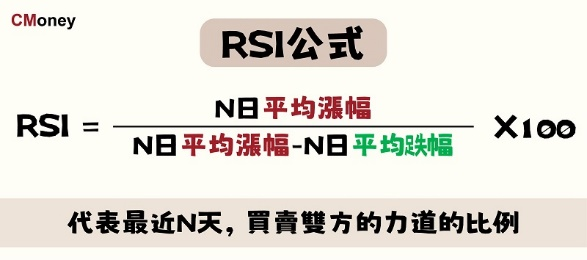 CMoney
RSI公式
N日平均漲幅
RSI = ×100
N日平均漲幅-N日平均跌幅
代表最近N天，買賣雙方的力道的比例